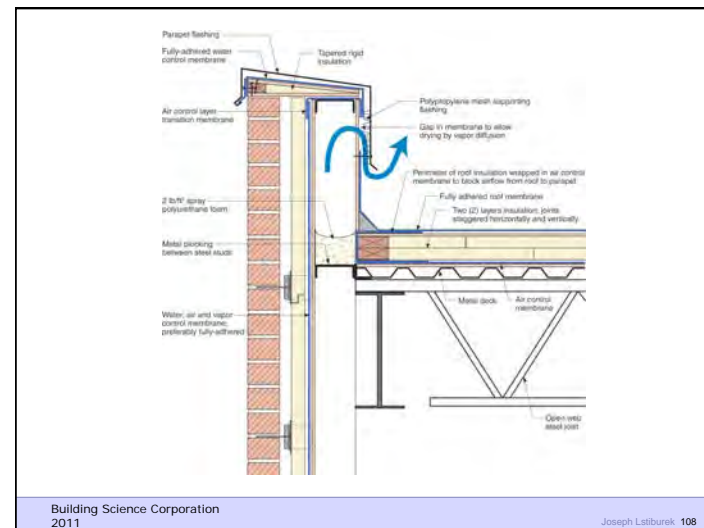 Parapet flashing
Fully-adhered water
control membrane
Tapered rigid
insulation
Air control layer
transition membrane
Polypropylene mesh supporting
flashing
Gap in membrane to allow
drying by vapor diffusion
Perimeter of roof insulation wrapped in air control
membrane to block airflow from roof to parapet
Fully adhered roof membrane
2 lb/ft³ spray
polyurethane foam
Two (2) layers insulation; joints
staggered horizontally and vertically
Metal blocking
between steel studs
Metal deck
Air control
membrane
Water, air and vapor
control membrane;
preferably fully-adhered
Open web
steel joist
Building Science Corporation
2011
Joseph Lstiburek 108